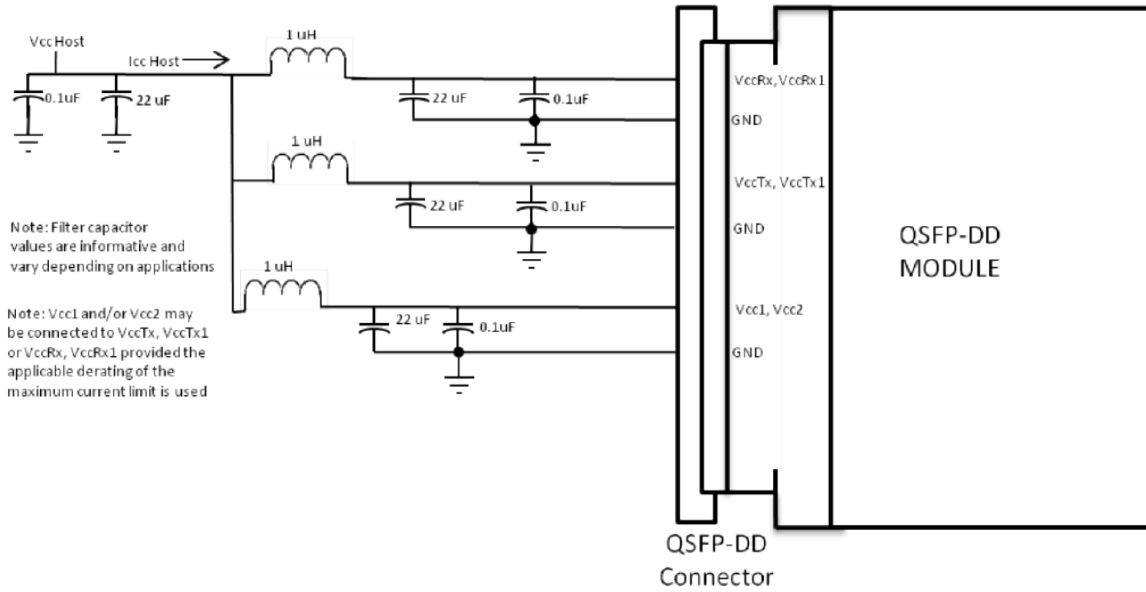 1 uH
Vcc Host
Icc Host
0.1uF
22 uF
22 uF
0.1uF
VccRx, VccRx1
GND
1 uH
VccTx, VccTx1
22 uF
0.1uF
GND
Note: Filter capacitor
values are informative and
vary depending on applications
QSFP-DD
MODULE
1 uH
Note: Vcc1 and/or Vcc2 may
be connected to VccTx, VccTx1
or VccRx, VccRx1 provided the
applicable derating of the
maximum current limit is used
22 uF
0.1uF
Vcc1, Vcc2
GND
QSFP-DD
Connector